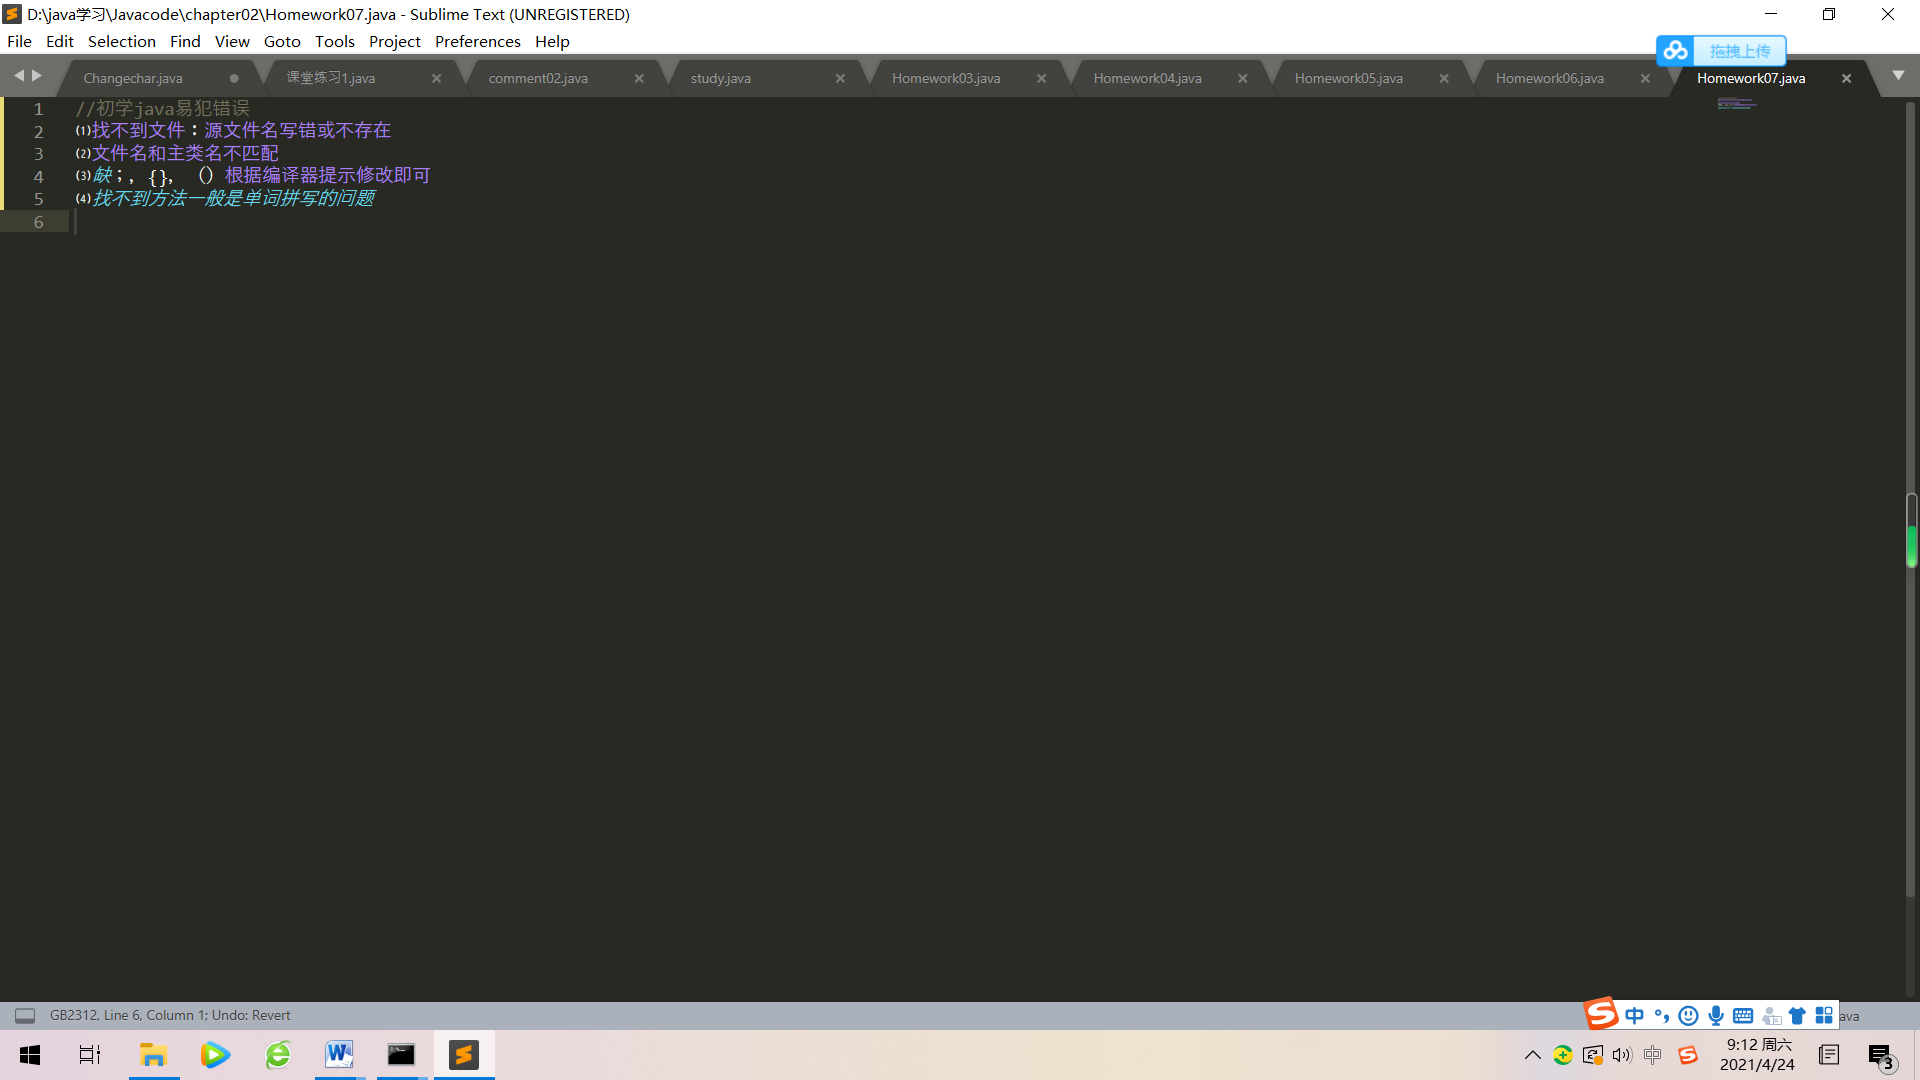 D:\java学习\Javacode\chapter02\Homework07.java - Sublime Text (UNREGISTERED)
File Edit Selection Find View Goto Tools Project Preferences Help
拖拽上传
Changechar.java 课堂练习1.java comment02.java study.java Homework03.java Homework04.java Homework05.java Homework06.java Homework07.java
1 //初学java易犯错误
2 ⑴找不到文件：源文件名写错或不存在
3 ⑵文件名和主类名不匹配
4 ⑶缺；，{}，（）根据编译器提示修改即可
5 ⑷找不到方法一般是单词拼写的问题
6
GB2312, Line 6, Column 1; Undo: Revert
中
ava
中
9:12 周六
2021/4/24
3